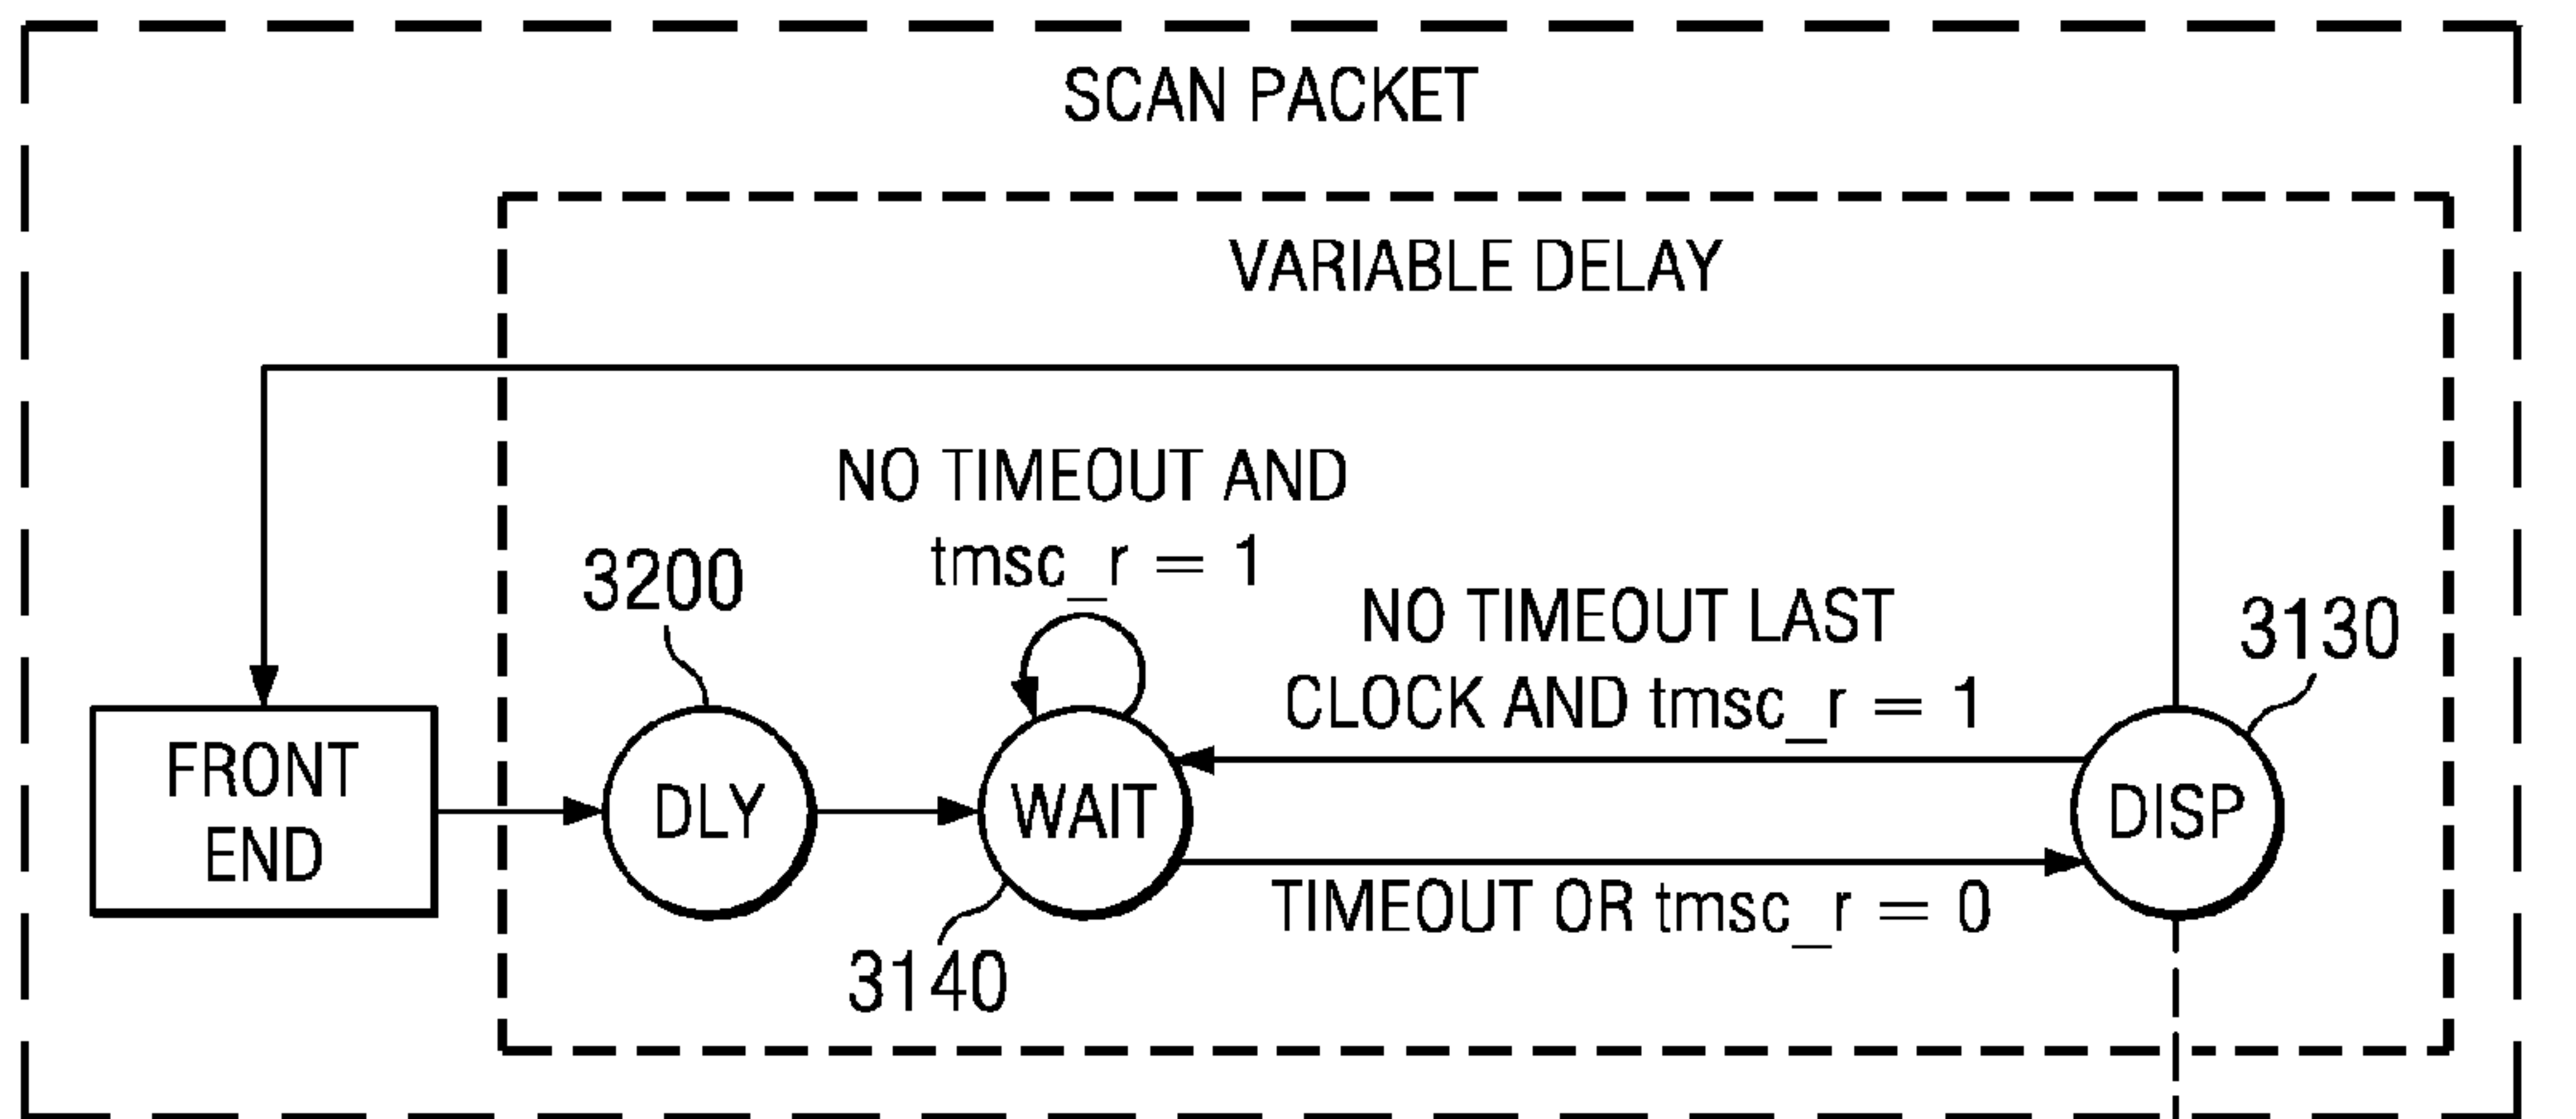 SCAN PACKET
VARIABLE DELAY
NO TIMEOUT AND
tmsc_r = 1
3200
NO TIMEOUT LAST
CLOCK AND tmsc_r = 1
3130
FRONT
END
DLY
WAIT
DISP
TIMEOUT OR tmsc_r = 0
3140